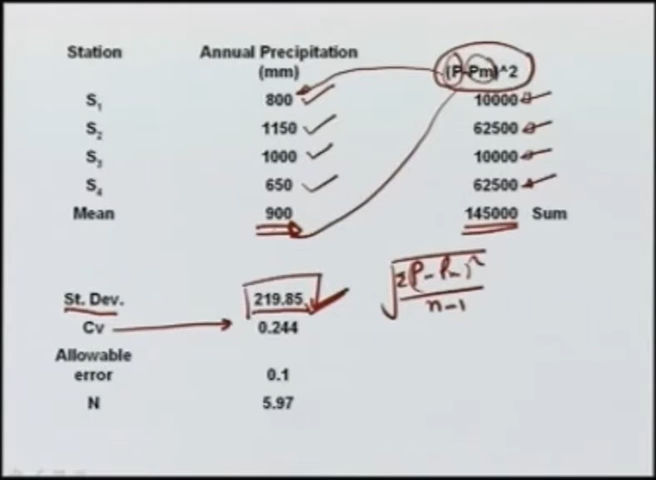 Station Annual Precipitation
(mm) (P-Pm)^2
S1 800 10000
S2 1150 62500
S3 1000 10000
S4 650 62500
Mean 900 145000 Sum
St. Dev. 219.85 √Σ(P-Pm)²
n-1
Cv 0.244
Allowable
error 0.1
N 5.97